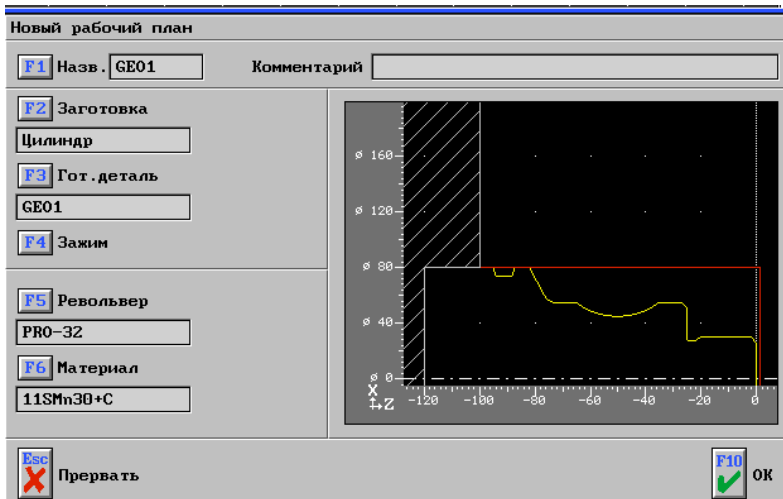 Новый рабочий план
F1 Назв. GE01 Комментарий
F2 Заготовка
Цилиндр
F3 Гот.деталь
GE01
F4 Зажим
F5 Револьвер
PRO-32
F6 Материал
11SMn30+C
ø 160
ø 120
ø 80
ø 40
ø 0
X
Z
-120 -100 -80 -60 -40 -20 0
Esc Прервать
F10 OK